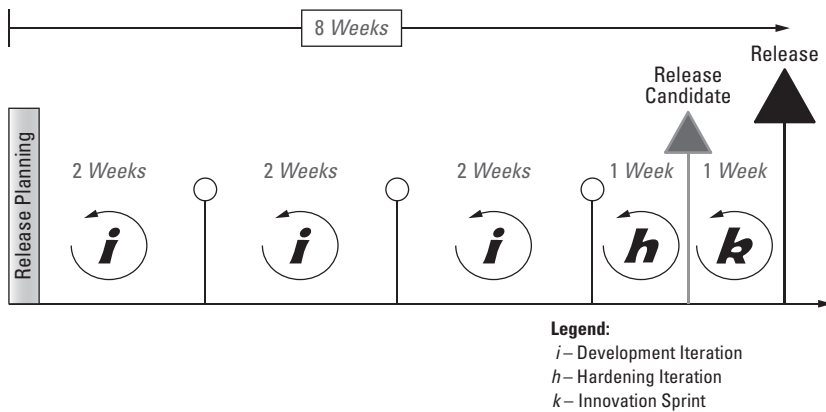 8 Weeks
Release
Release
Candidate
Release Planning
2 Weeks
2 Weeks
2 Weeks
1 Week
1 Week
i
i
i
h
k
Legend:
i – Development Iteration
h – Hardening Iteration
k – Innovation Sprint